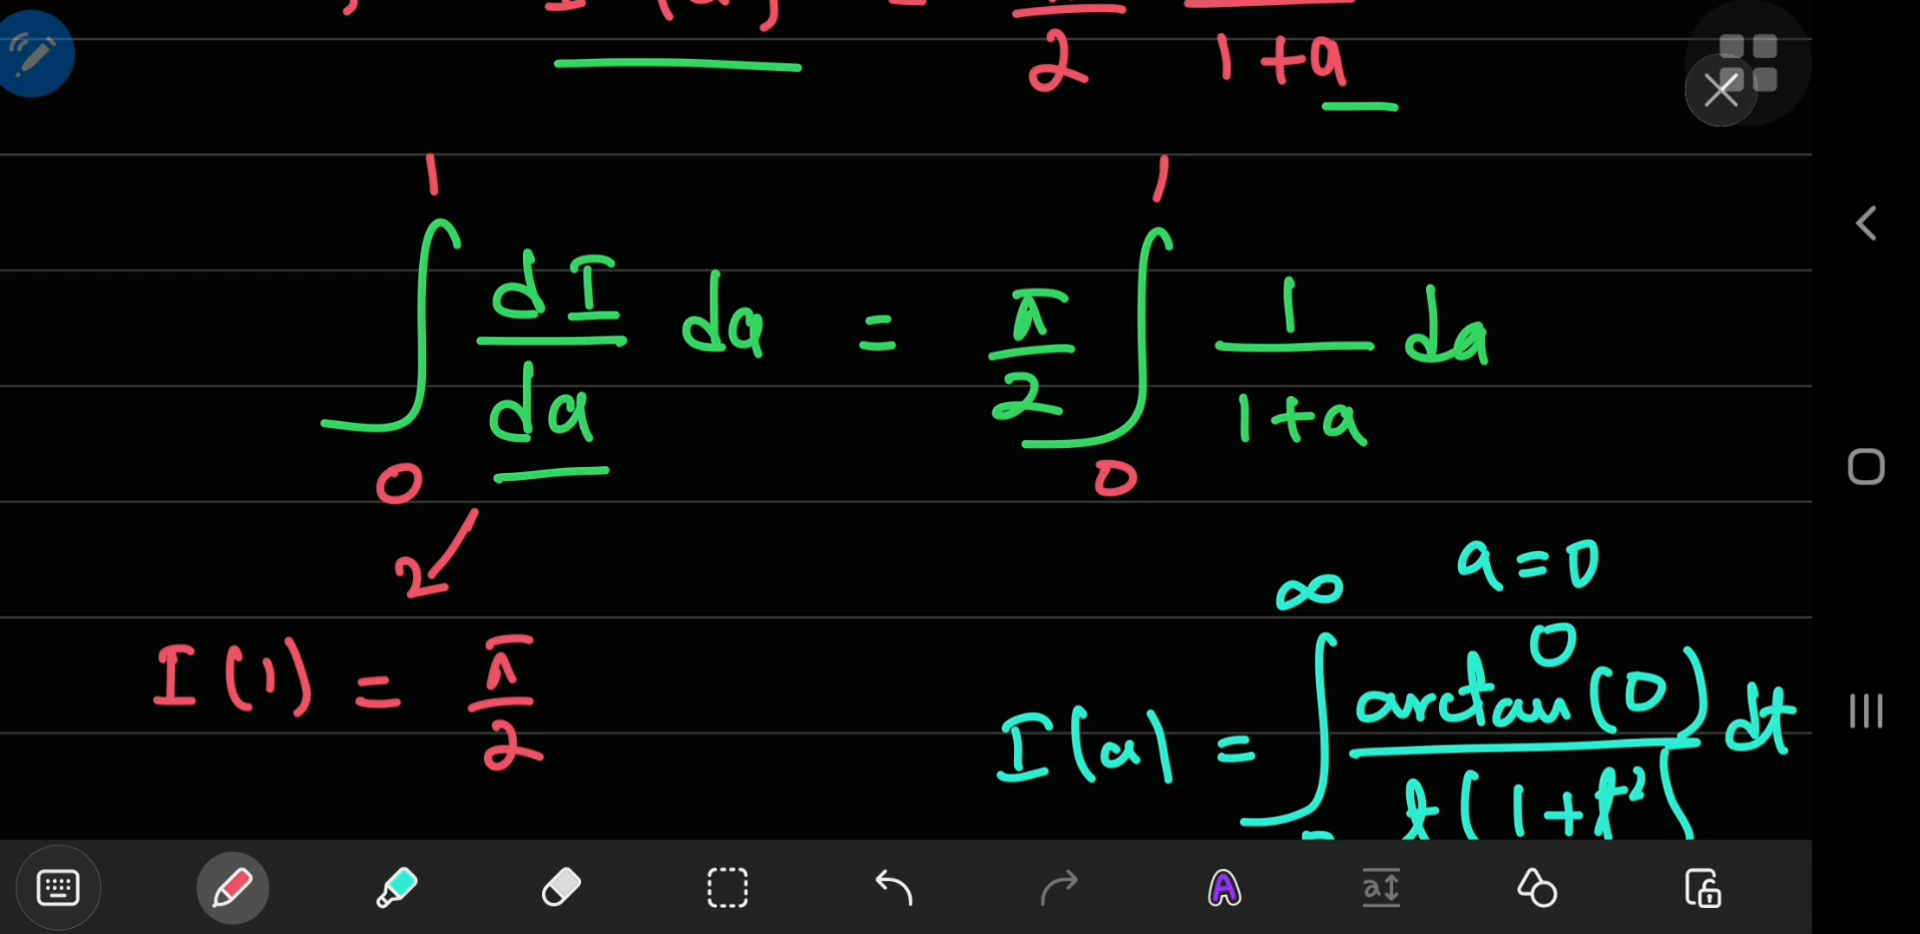 I(a) = π/2 1/(1+a)
∫₀¹ dI/da da = π/2 ∫₀¹ 1/(1+a) da
2
a = 0
0
I(1) = π/2
I(a) = ∫^∞ arctan(0)/(t(1+t²)) dt